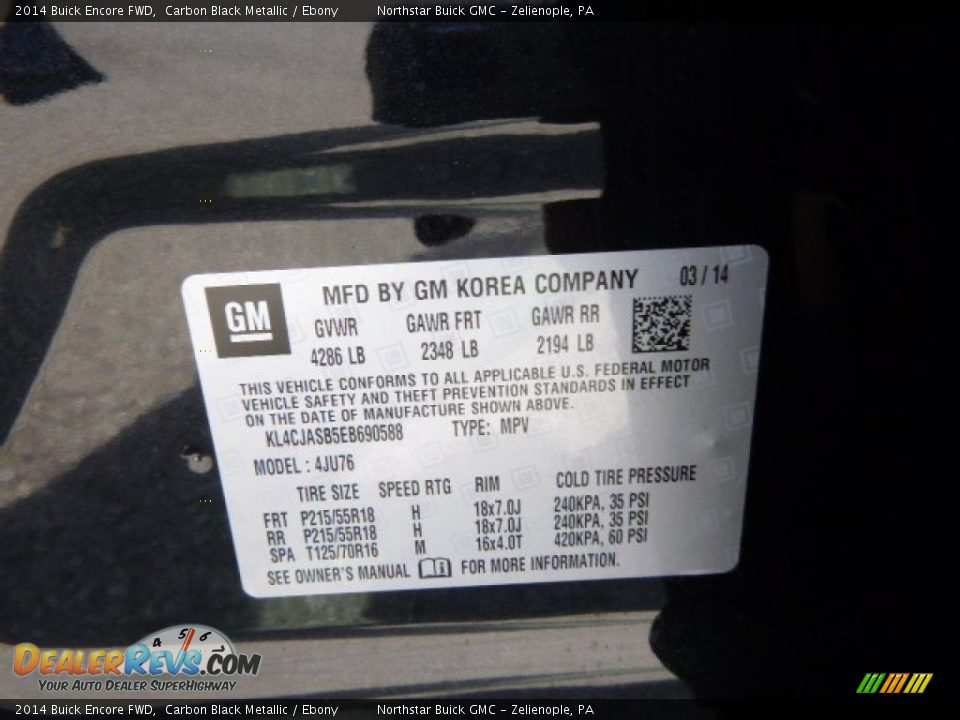 2014 Buick Encore FWD, Carbon Black Metallic / Ebony Northstar Buick GMC - Zelienople, PA
GM
MFD BY GM KOREA COMPANY 03 / 14
GVWR GAWR FRT GAWR RR
4286 LB 2348 LB 2194 LB
THIS VEHICLE CONFORMS TO ALL APPLICABLE U.S. FEDERAL MOTOR
VEHICLE SAFETY AND THEFT PREVENTION STANDARDS IN EFFECT
ON THE DATE OF MANUFACTURE SHOWN ABOVE.
KL4CJASB5EB690588 TYPE: MPV
MODEL : 4JU76
TIRE SIZE SPEED RTG RIM COLD TIRE PRESSURE
FRT P215/55R18 H 18x7.0J 240KPA, 35 PSI
RR P215/55R18 H 18x7.0J 240KPA, 35 PSI
SPA T125/70R16 M 16x4.0T 420KPA, 60 PSI
SEE OWNER'S MANUAL FOR MORE INFORMATION.
4 5 6
DEALERREVS.COM
YOUR AUTO DEALER SUPERHIGHWAY
2014 Buick Encore FWD, Carbon Black Metallic / Ebony Northstar Buick GMC - Zelienople, PA